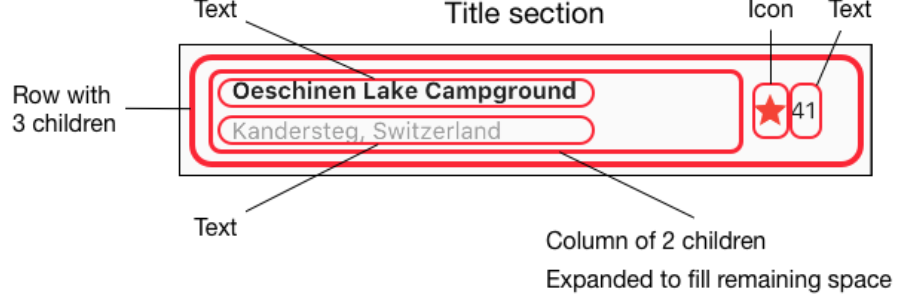 Text
Title section
Icon
Text
Row with
3 children
Oeschinen Lake Campground
Kandersteg, Switzerland
41
Text
Column of 2 children
Expanded to fill remaining space